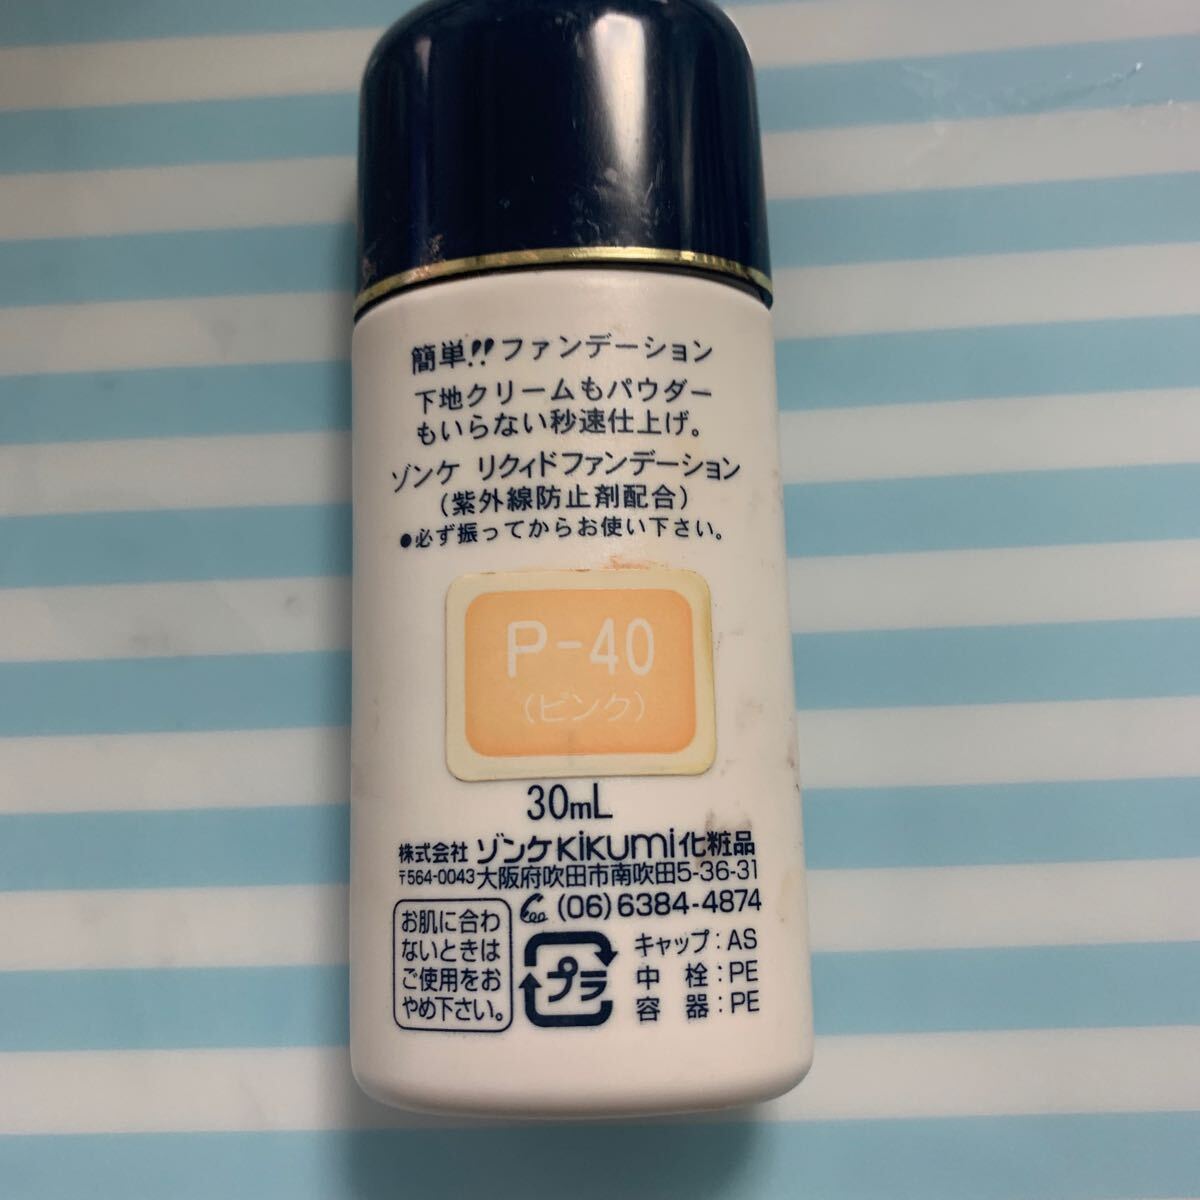 簡単!!ファンデーション
下地クリームもパウダー
もいらない秒速仕上げ。
ゾンケ リクィドファンデーション
(紫外線防止剤配合)
●必ず振ってからお使い下さい。
P-40
(ピンク)
30mL
株式会社 ゾンケKiKUMi化粧品
〒564-0043大阪府吹田市南吹田5-36-31
(06)6384-4874
お肌に合わ
ないときは
ご使用をお
やめ下さい。
プラ
キャップ:AS
中 栓:PE
容 器:PE